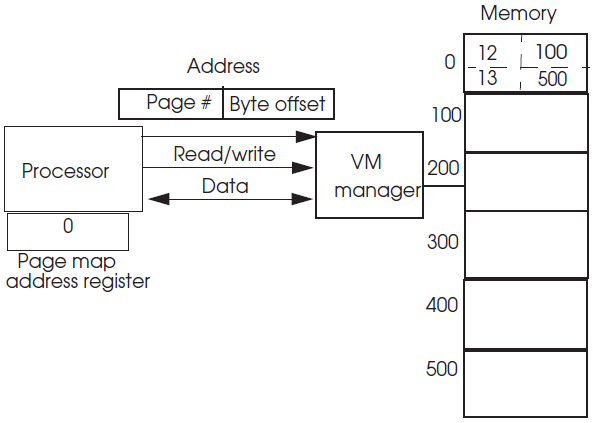 Memory
0
12 100
13 500
Address
Page # Byte offset
100
Processor
Read/write
VM
manager
200
Data
0
300
Page map
address register
400
500